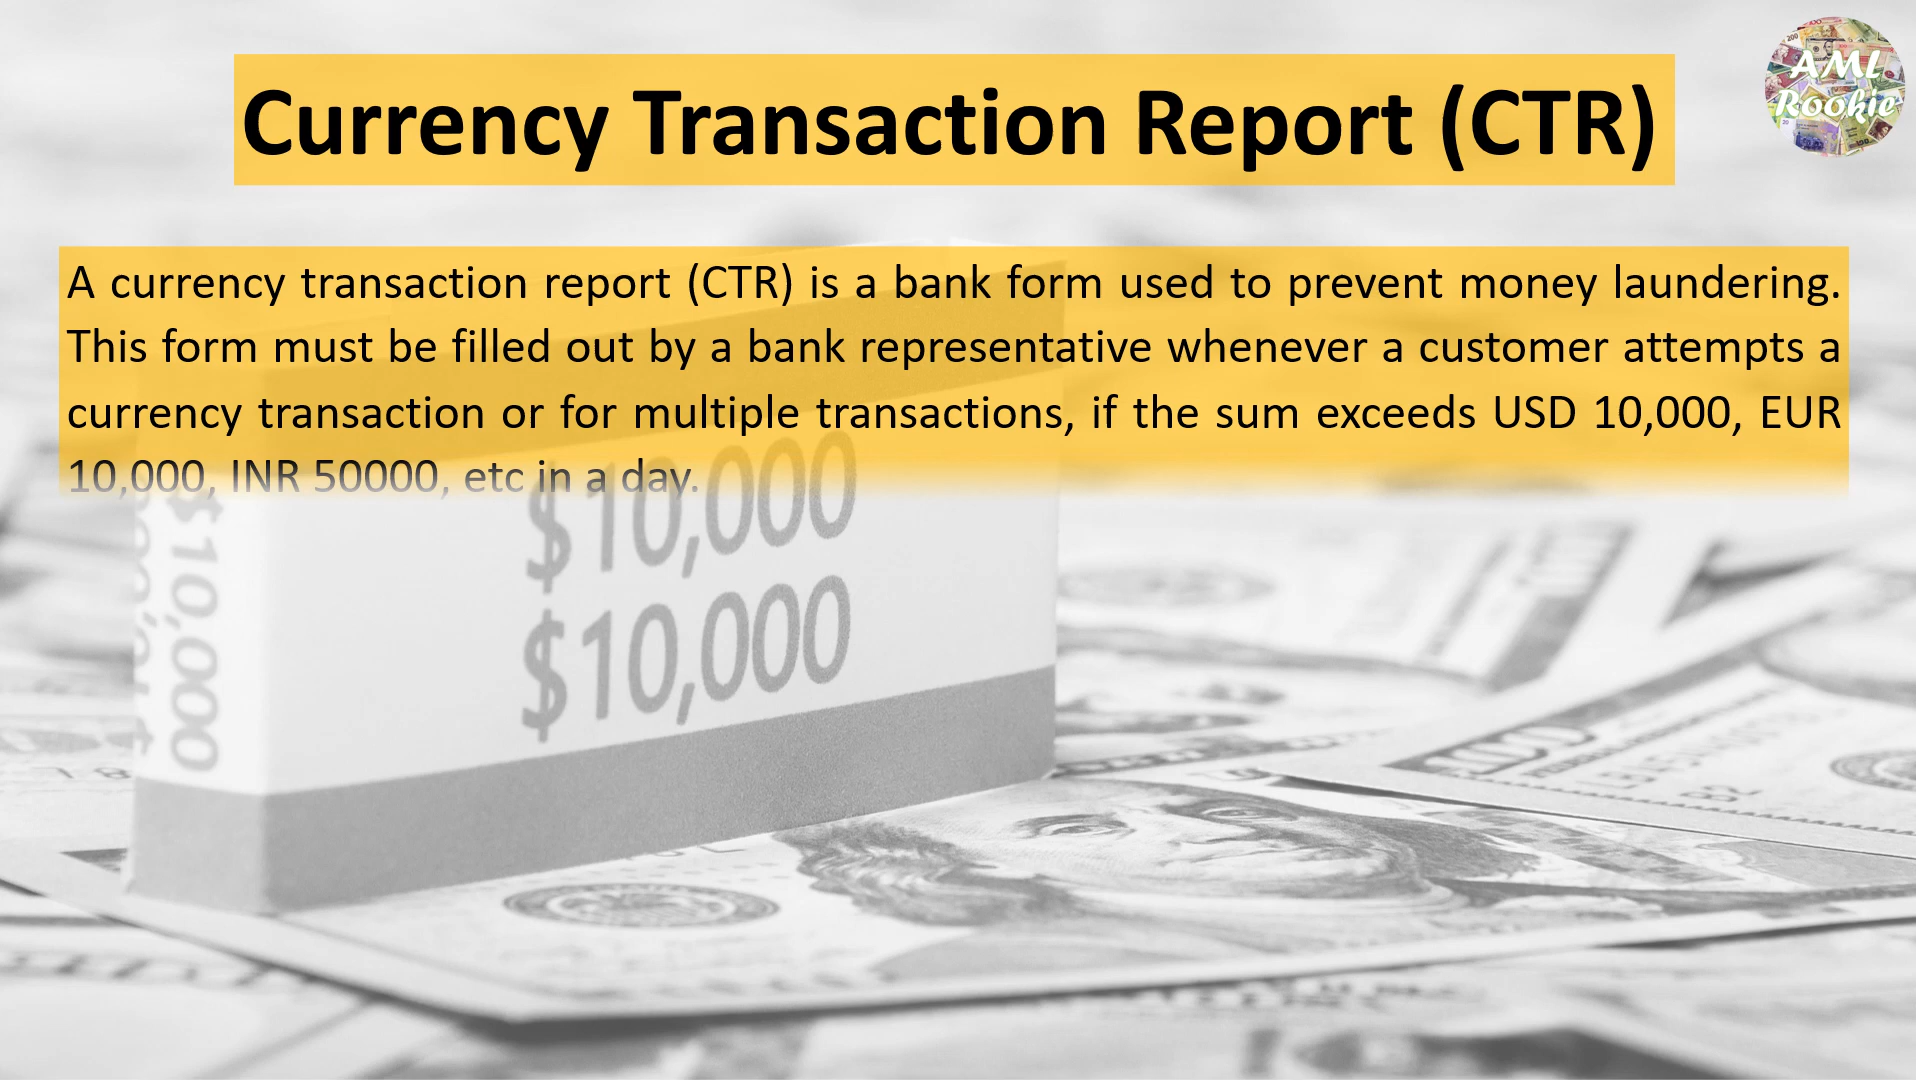 Currency Transaction Report (CTR)
AML
Rookie
A currency transaction report (CTR) is a bank form used to prevent money laundering.
This form must be filled out by a bank representative whenever a customer attempts a
currency transaction or for multiple transactions, if the sum exceeds USD 10,000, EUR
10,000, INR 50000, etc in a day.
$10,000
$10,000
$10,000